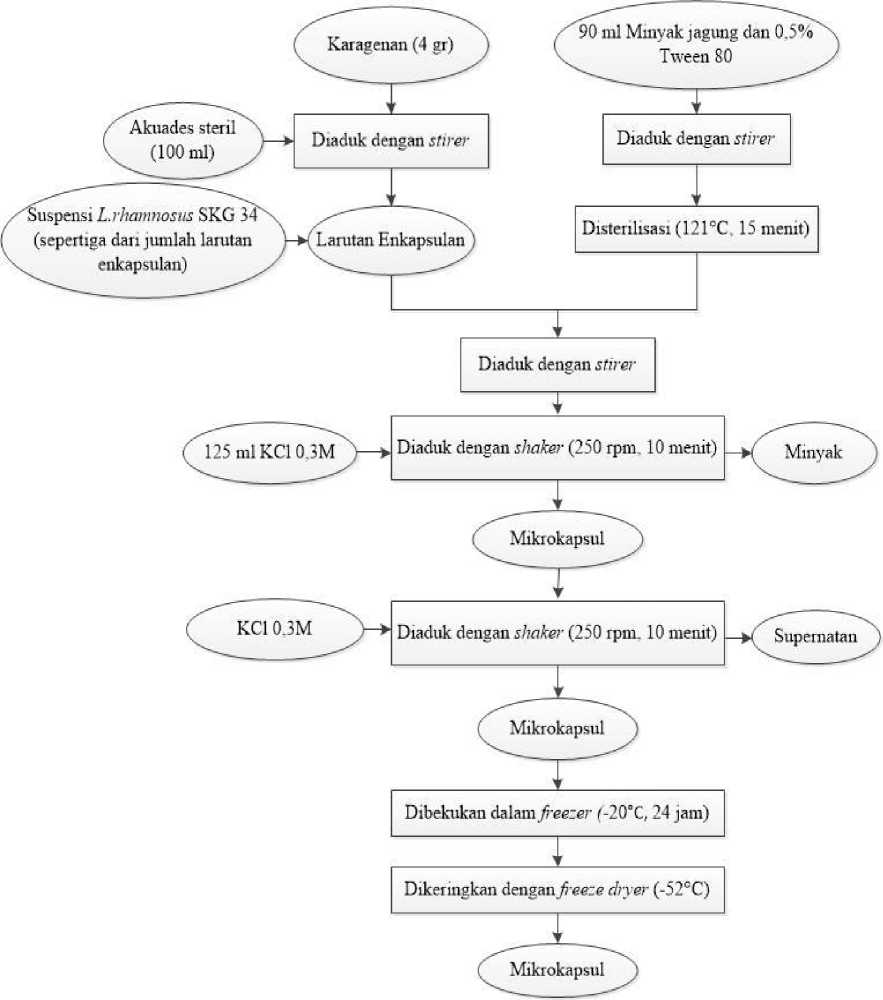 Karagenan (4 gr)
90 ml Minyak jagung dan 0,5%
Tween 80
Akuades steril
(100 ml)
Diaduk dengan stirer
Diaduk dengan stirer
Suspensi L.rhamnosus SKG 34
(sepertiga dari jumlah larutan
enkapsulan)
Larutan Enkapsulan
Disterilisasi (121°C, 15 menit)
Diaduk dengan stirer
125 ml KCl 0,3M
Diaduk dengan shaker (250 rpm, 10 menit)
Minyak
Mikrokapsul
KCl 0,3M
Diaduk dengan shaker (250 rpm, 10 menit)
Supernatan
Mikrokapsul
Dibekukan dalam freezer (-20°C, 24 jam)
Dikeringkan dengan freeze dryer (-52°C)
Mikrokapsul